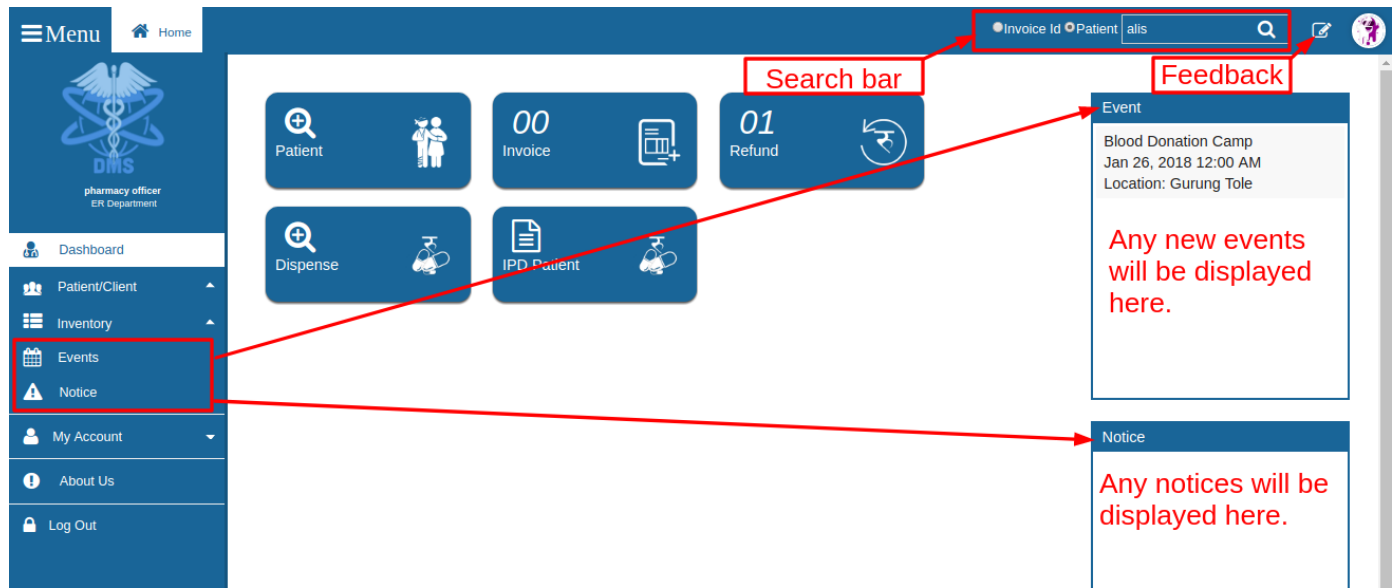 Menu
Home
Invoice Id Patient alis
Search bar
Feedback
DMS
pharmacy officer
ER Department
Dashboard
Patient/Client
Inventory
Events
Notice
My Account
About Us
Log Out
Patient
00
Invoice
01
Refund
Dispense
IPD Patient
Event
Blood Donation Camp
Jan 26, 2018 12:00 AM
Location: Gurung Tole
Any new events
will be displayed
here.
Notice
Any notices will be
displayed here.